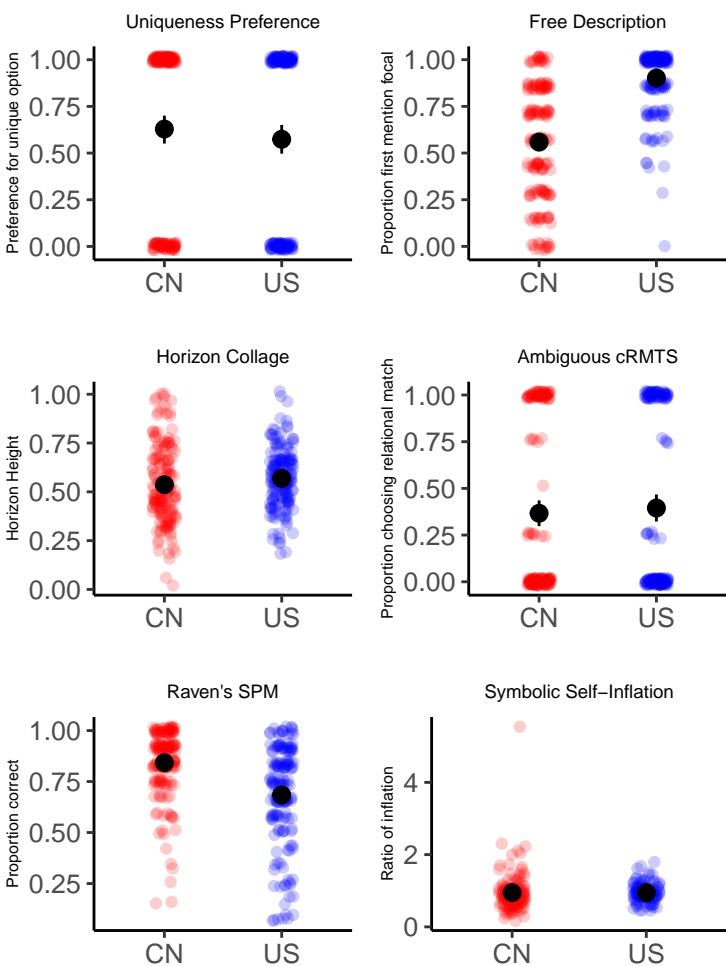 Uniqueness Preference
Preference for unique option
1.00
0.75
0.50
0.25
0.00
CN US
Free Description
Proportion first mention focal
1.00
0.75
0.50
0.25
0.00
CN US
Horizon Collage
Horizon Height
1.00
0.75
0.50
0.25
0.00
CN US
Ambiguous cRMTS
Proportion choosing relational match
1.00
0.75
0.50
0.25
0.00
CN US
Raven's SPM
Proportion correct
1.00
0.75
0.50
0.25
CN US
Symbolic Self−Inflation
Ratio of inflation
4
2
0
CN US